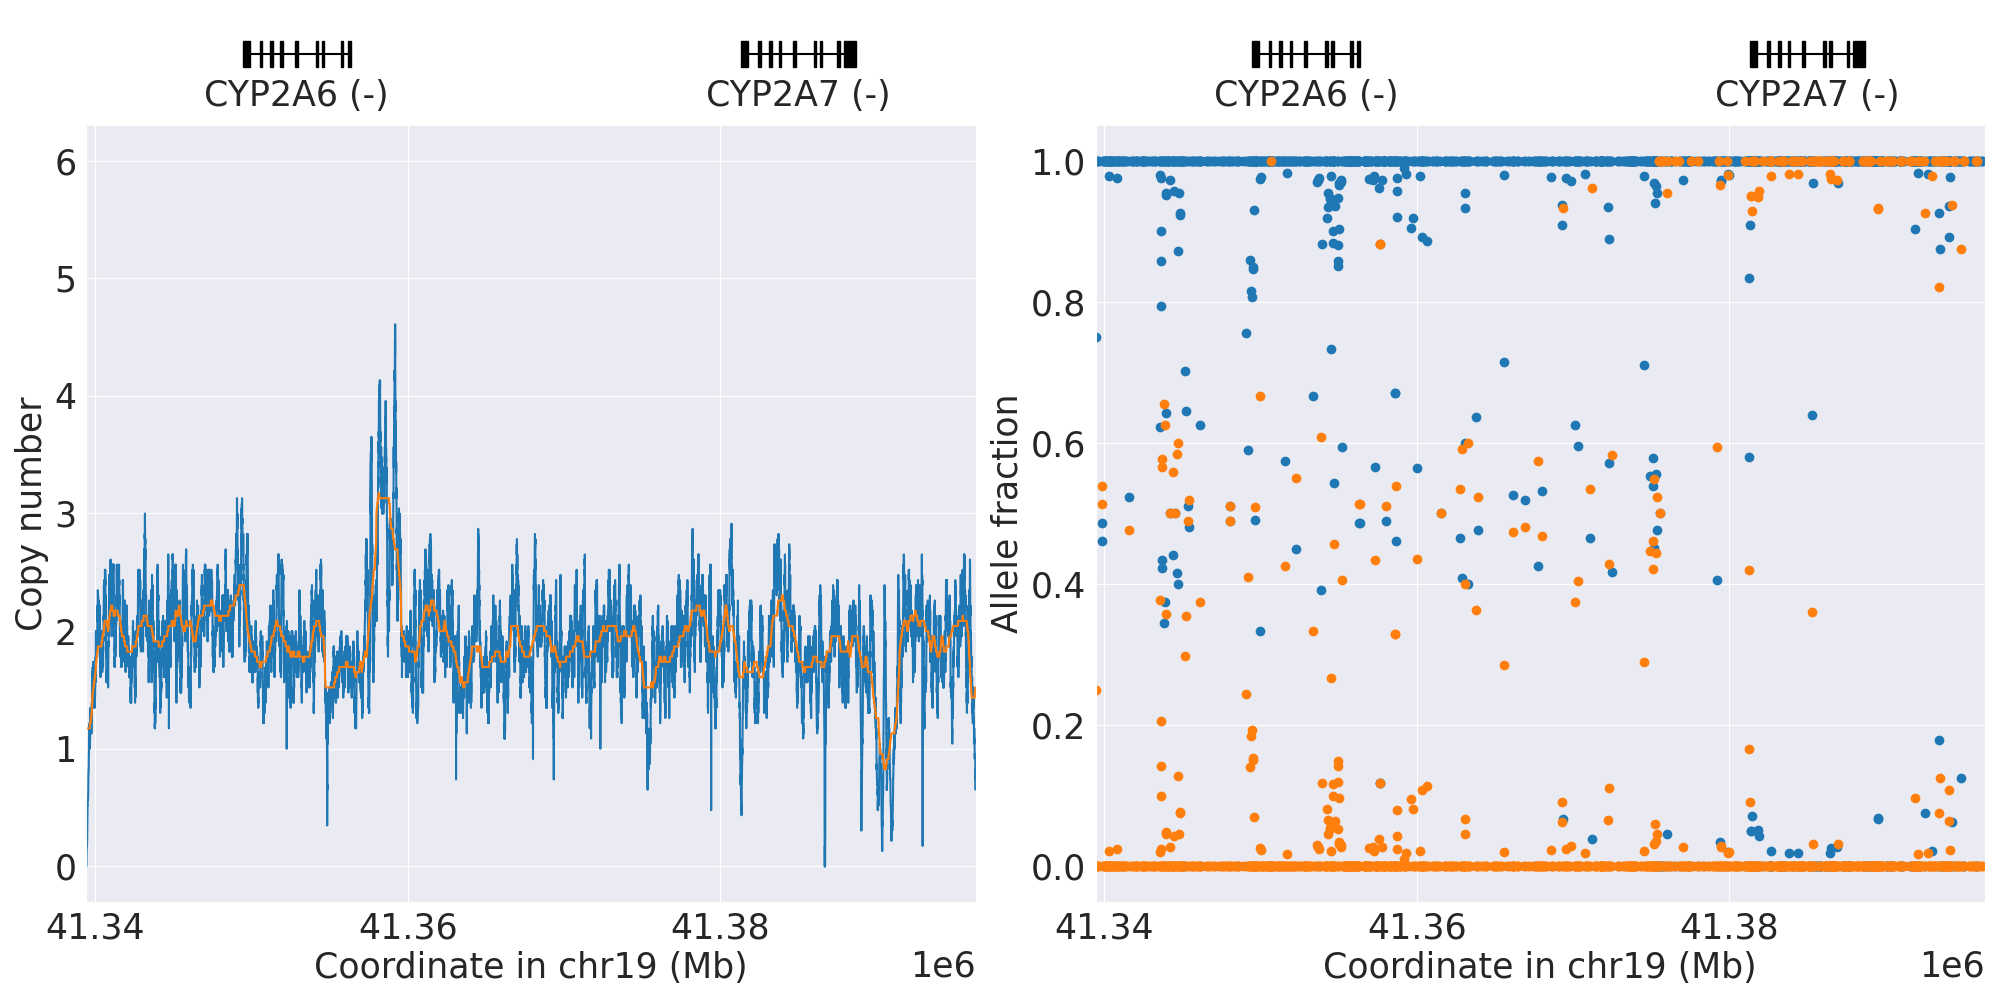 CYP2A6 (-)
CYP2A7 (-)
6
5
4
3
2
1
0
Copy number
41.34
41.36
41.38
Coordinate in chr19 (Mb)
1e6
CYP2A6 (-)
CYP2A7 (-)
1.0
0.8
0.6
0.4
0.2
0.0
Allele fraction
41.34
41.36
41.38
Coordinate in chr19 (Mb)
1e6